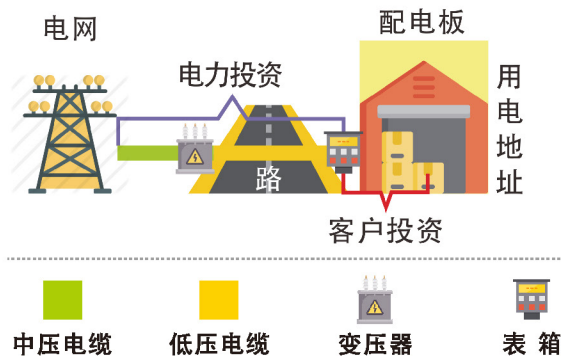 电网
配电板
电力投资
用电地址
路
客户投资
中压电缆
低压电缆
变压器
表箱